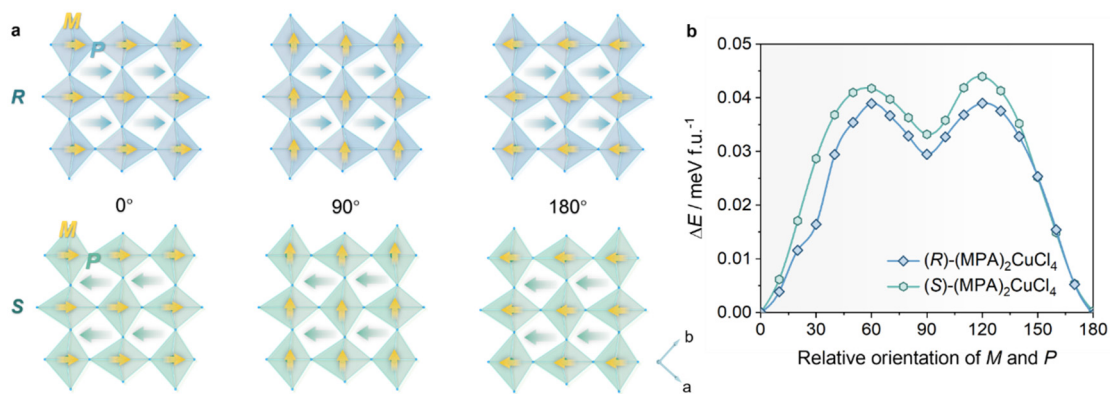 a
M
P
R
0°
90°
180°
M
P
S
b
a
b
0.05
0.04
0.03
0.02
0.01
0.00
ΔE / meV f.u.⁻¹
(R)-(MPA)₂CuCl₄
(S)-(MPA)₂CuCl₄
0 30 60 90 120 150 180
Relative orientation of M and P